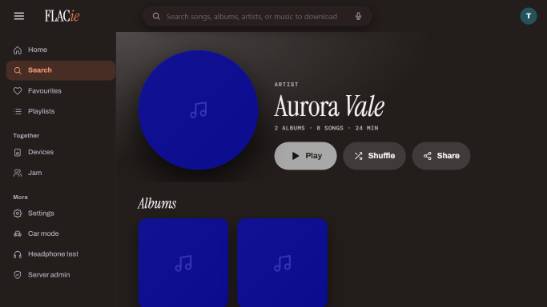 FLACie
Search songs, albums, artists, or music to download
T
Home
Search
Favourites
Playlists
Together
Devices
Jam
More
Settings
Car mode
Headphone test
Server admin
ARTIST
Aurora Vale
2 ALBUMS · 8 SONGS · 24 MIN
Play
Shuffle
Share
Albums